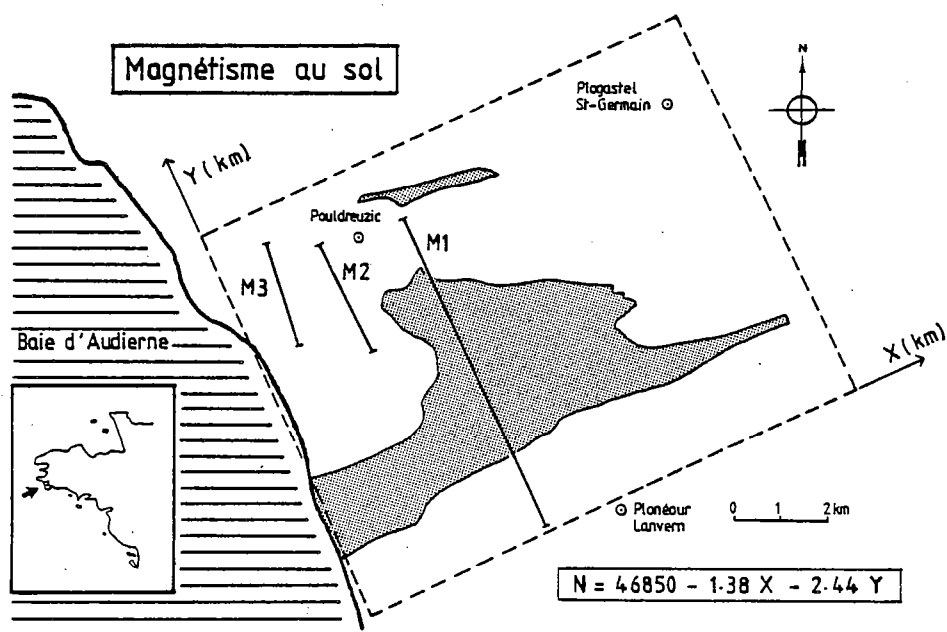 Magnétisme au sol
N
Plogastel
St-Germain
Y (km)
Pouldreuzic
M1
M2
M3
Baie d'Audierne
X (km)
Plonéour
Lanvern
0 1 2 km
N = 46850 - 1.38 X - 2.44 Y